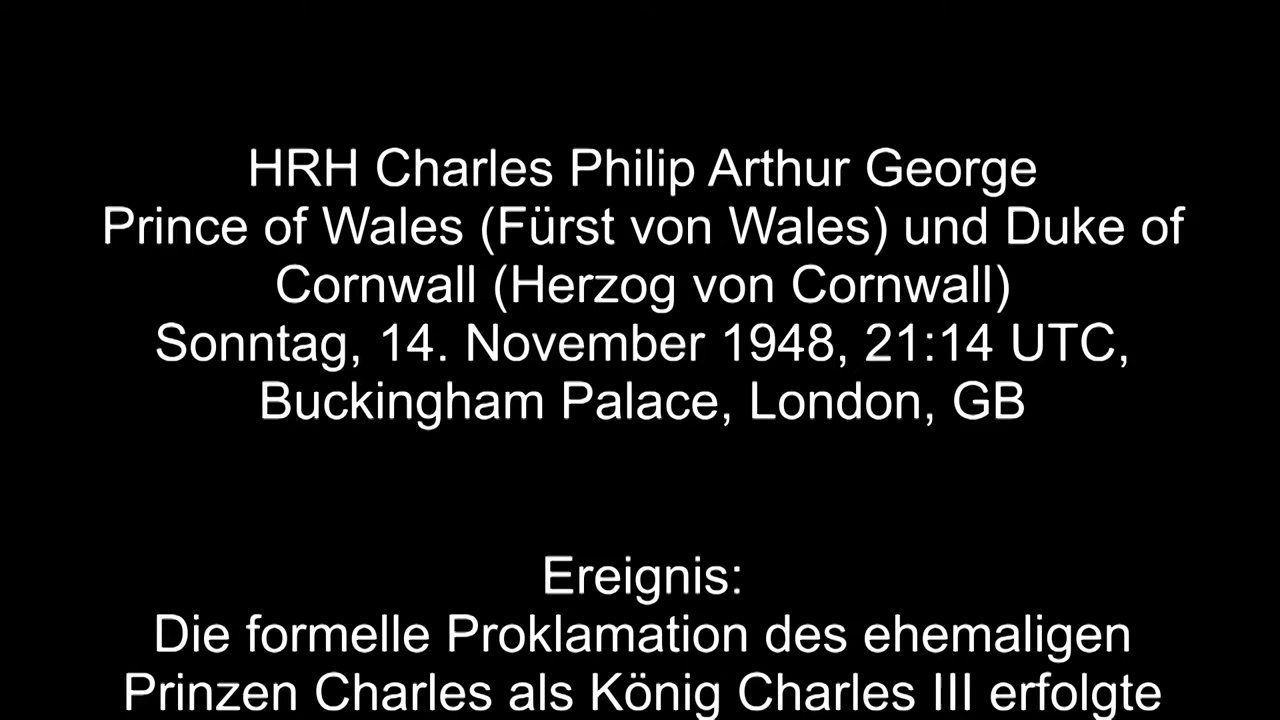 HRH Charles Philip Arthur George
Prince of Wales (Fürst von Wales) und Duke of
Cornwall (Herzog von Cornwall)
Sonntag, 14. November 1948, 21:14 UTC,
Buckingham Palace, London, GB
Ereignis:
Die formelle Proklamation des ehemaligen
Prinzen Charles als König Charles III erfolgte